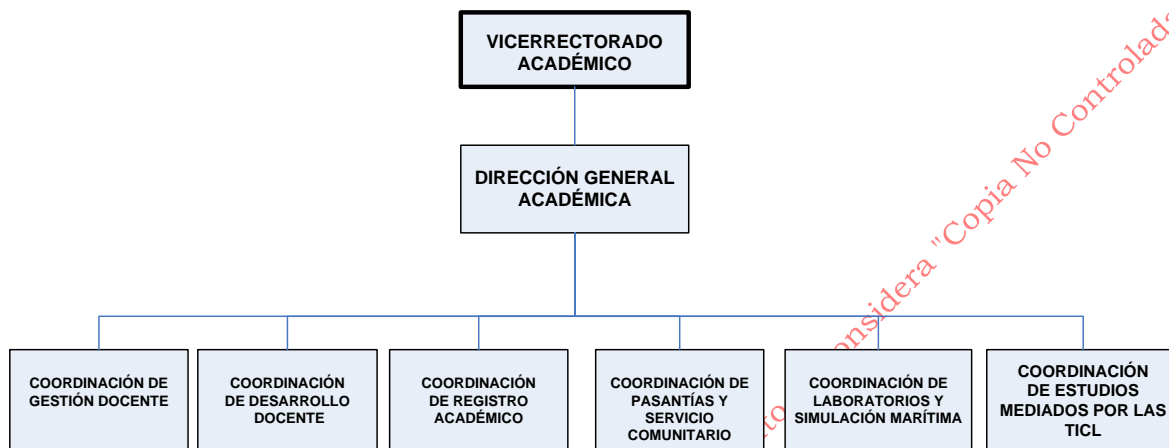 VICERRECTORADO
ACADÉMICO
DIRECCIÓN GENERAL
ACADÉMICA
COORDINACIÓN DE
GESTIÓN DOCENTE
COORDINACIÓN
DE DESARROLLO
DOCENTE
COORDINACIÓN
DE REGISTRO
ACADÉMICO
COORDINACIÓN DE
PASANTÍAS Y
SERVICIO
COMUNITARIO
COORDINACIÓN DE
LABORATORIOS Y
SIMULACIÓN MARÍTIMA
COORDINACIÓN
DE ESTUDIOS
MEDIADOS POR LAS
TICL
"Copia No Controlada